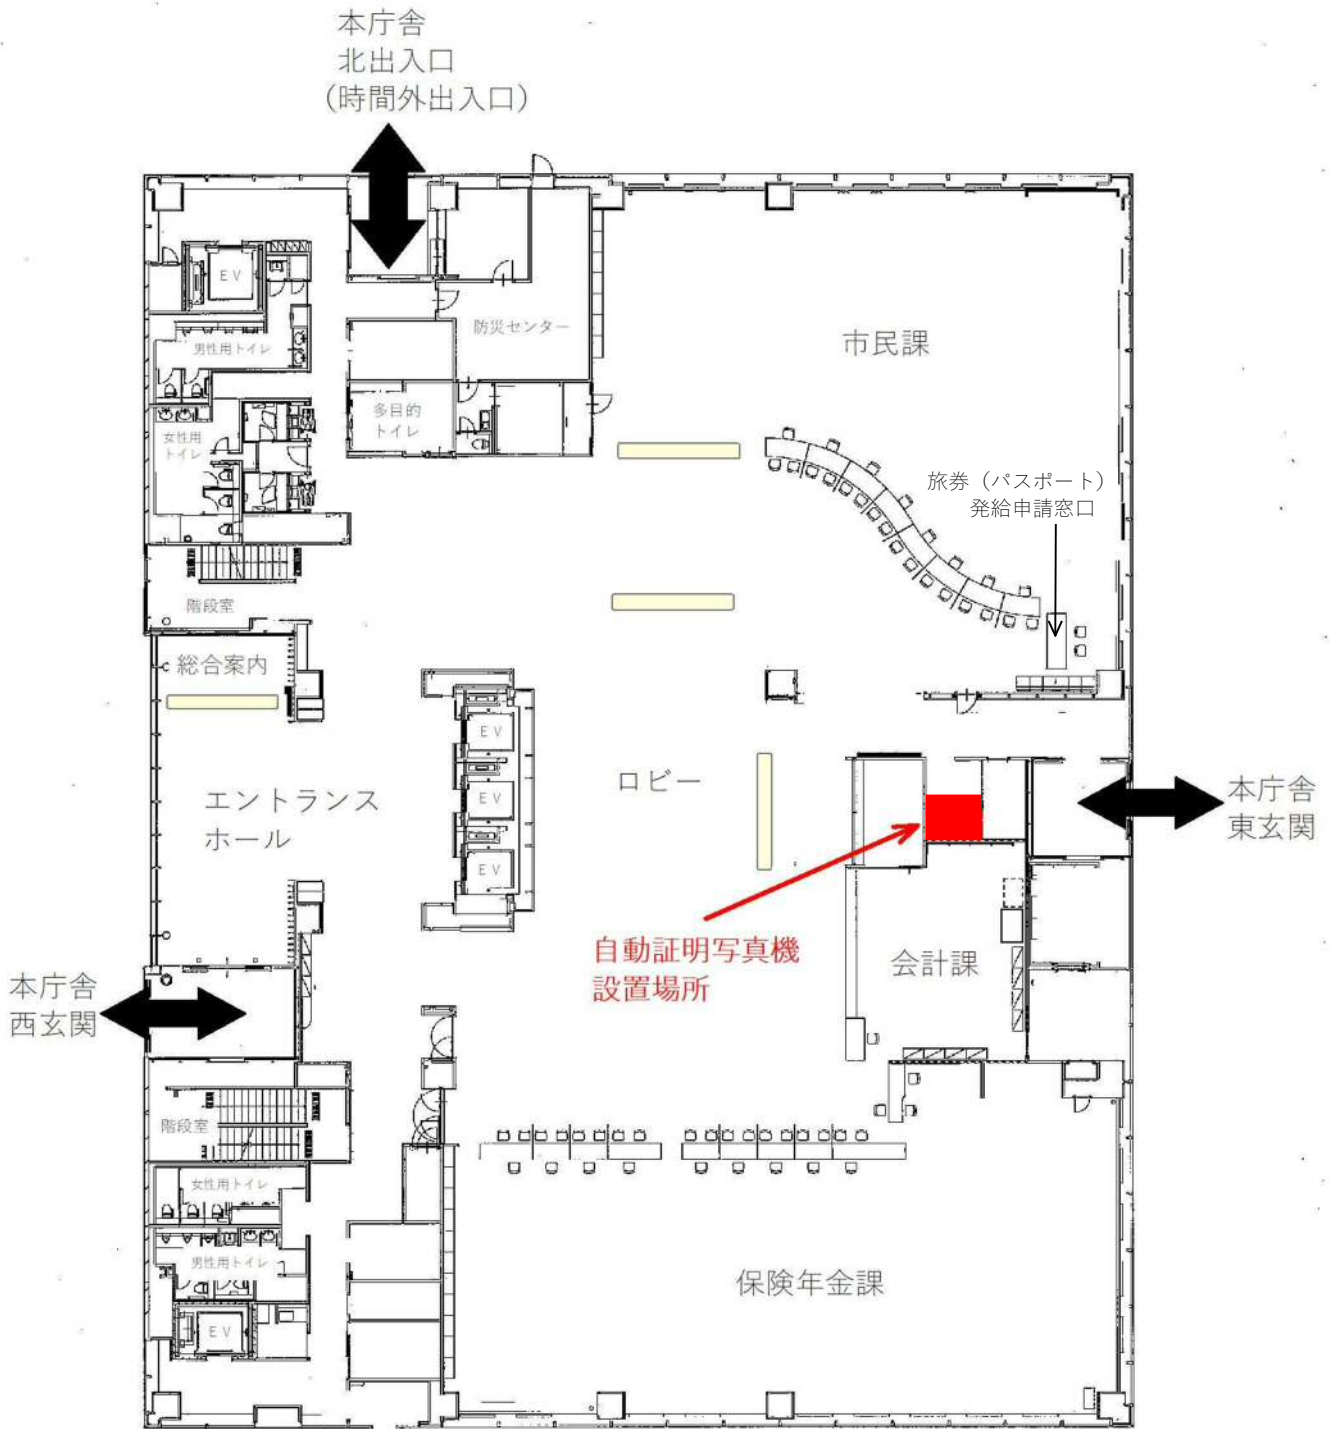 本庁舎
北出入口
（時間外出入口）
EV
防災センター
男性用トイレ
市民課
多目的
トイレ
女性用
トイレ
旅券（パスポート）
発給申請窓口
階段室
総合案内
EV
ロビー
エントランス
ホール
EV
本庁舎
東玄関
EV
自動証明写真機
設置場所
会計課
本庁舎
西玄関
階段室
女性用トイレ
男性用トイレ
保険年金課
EV